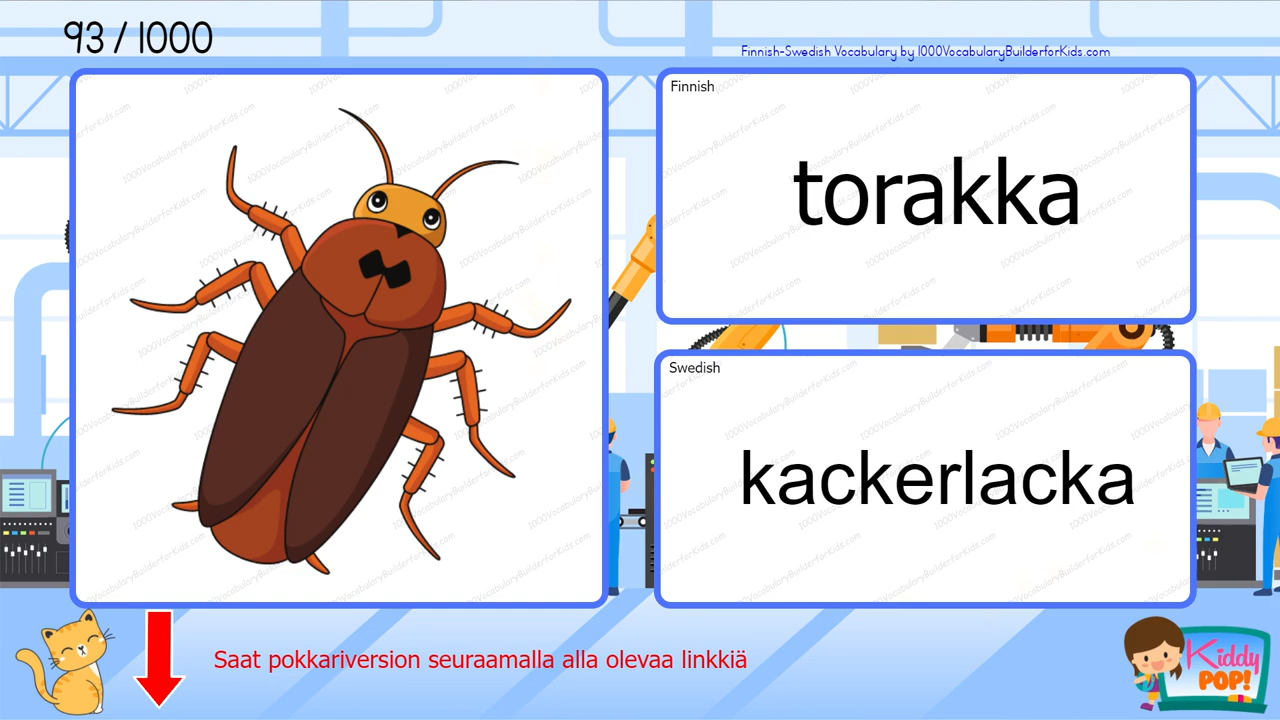 93 / 1000
Finnish-Swedish Vocabulary by 1000VocabularyBuilderforKids.com
Finnish
torakka
Swedish
kackerlacka
Saat pokkariversion seuraamalla alla olevaa linkkiä
Kiddy
POP!